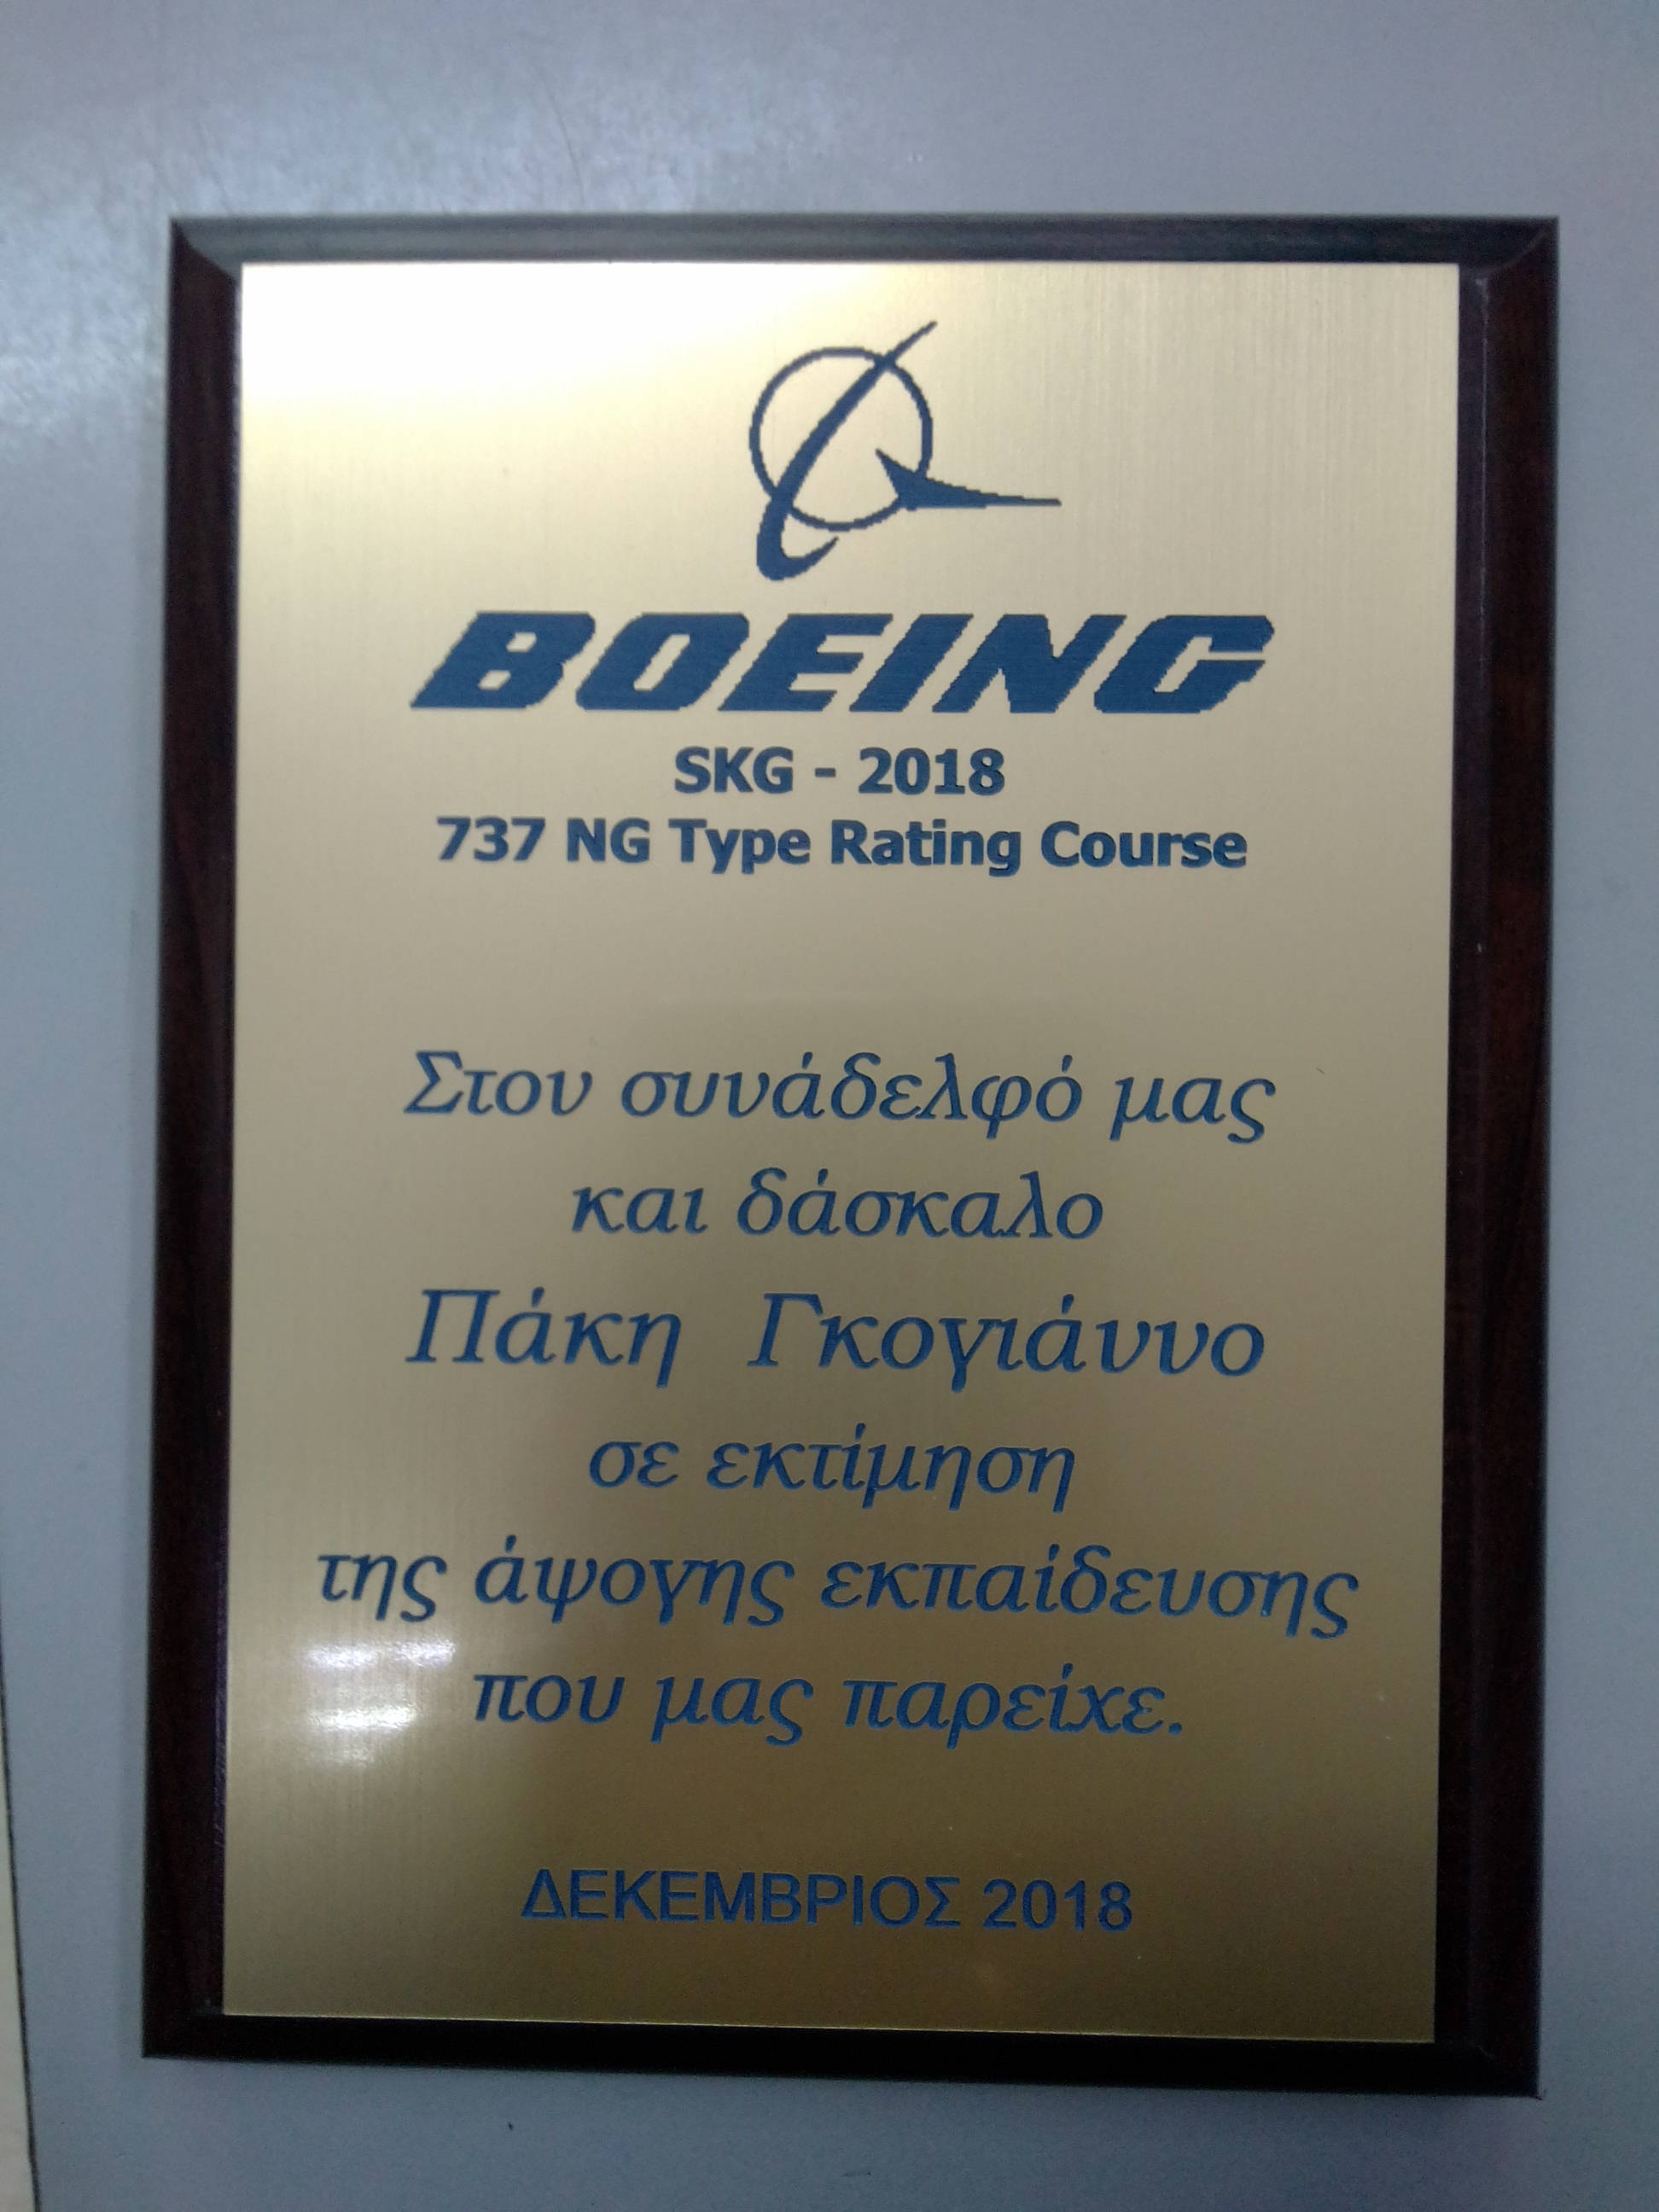 BOEING
SKG - 2018
737 NG Type Rating Course
Στον συνάδελφό μας
και δάσκαλο
Πάκη Γκογιάννο
σε εκτίμηση
της άψογης εκπαίδευσης
που μας παρείχε.
ΔΕΚΕΜΒΡΙΟΣ 2018